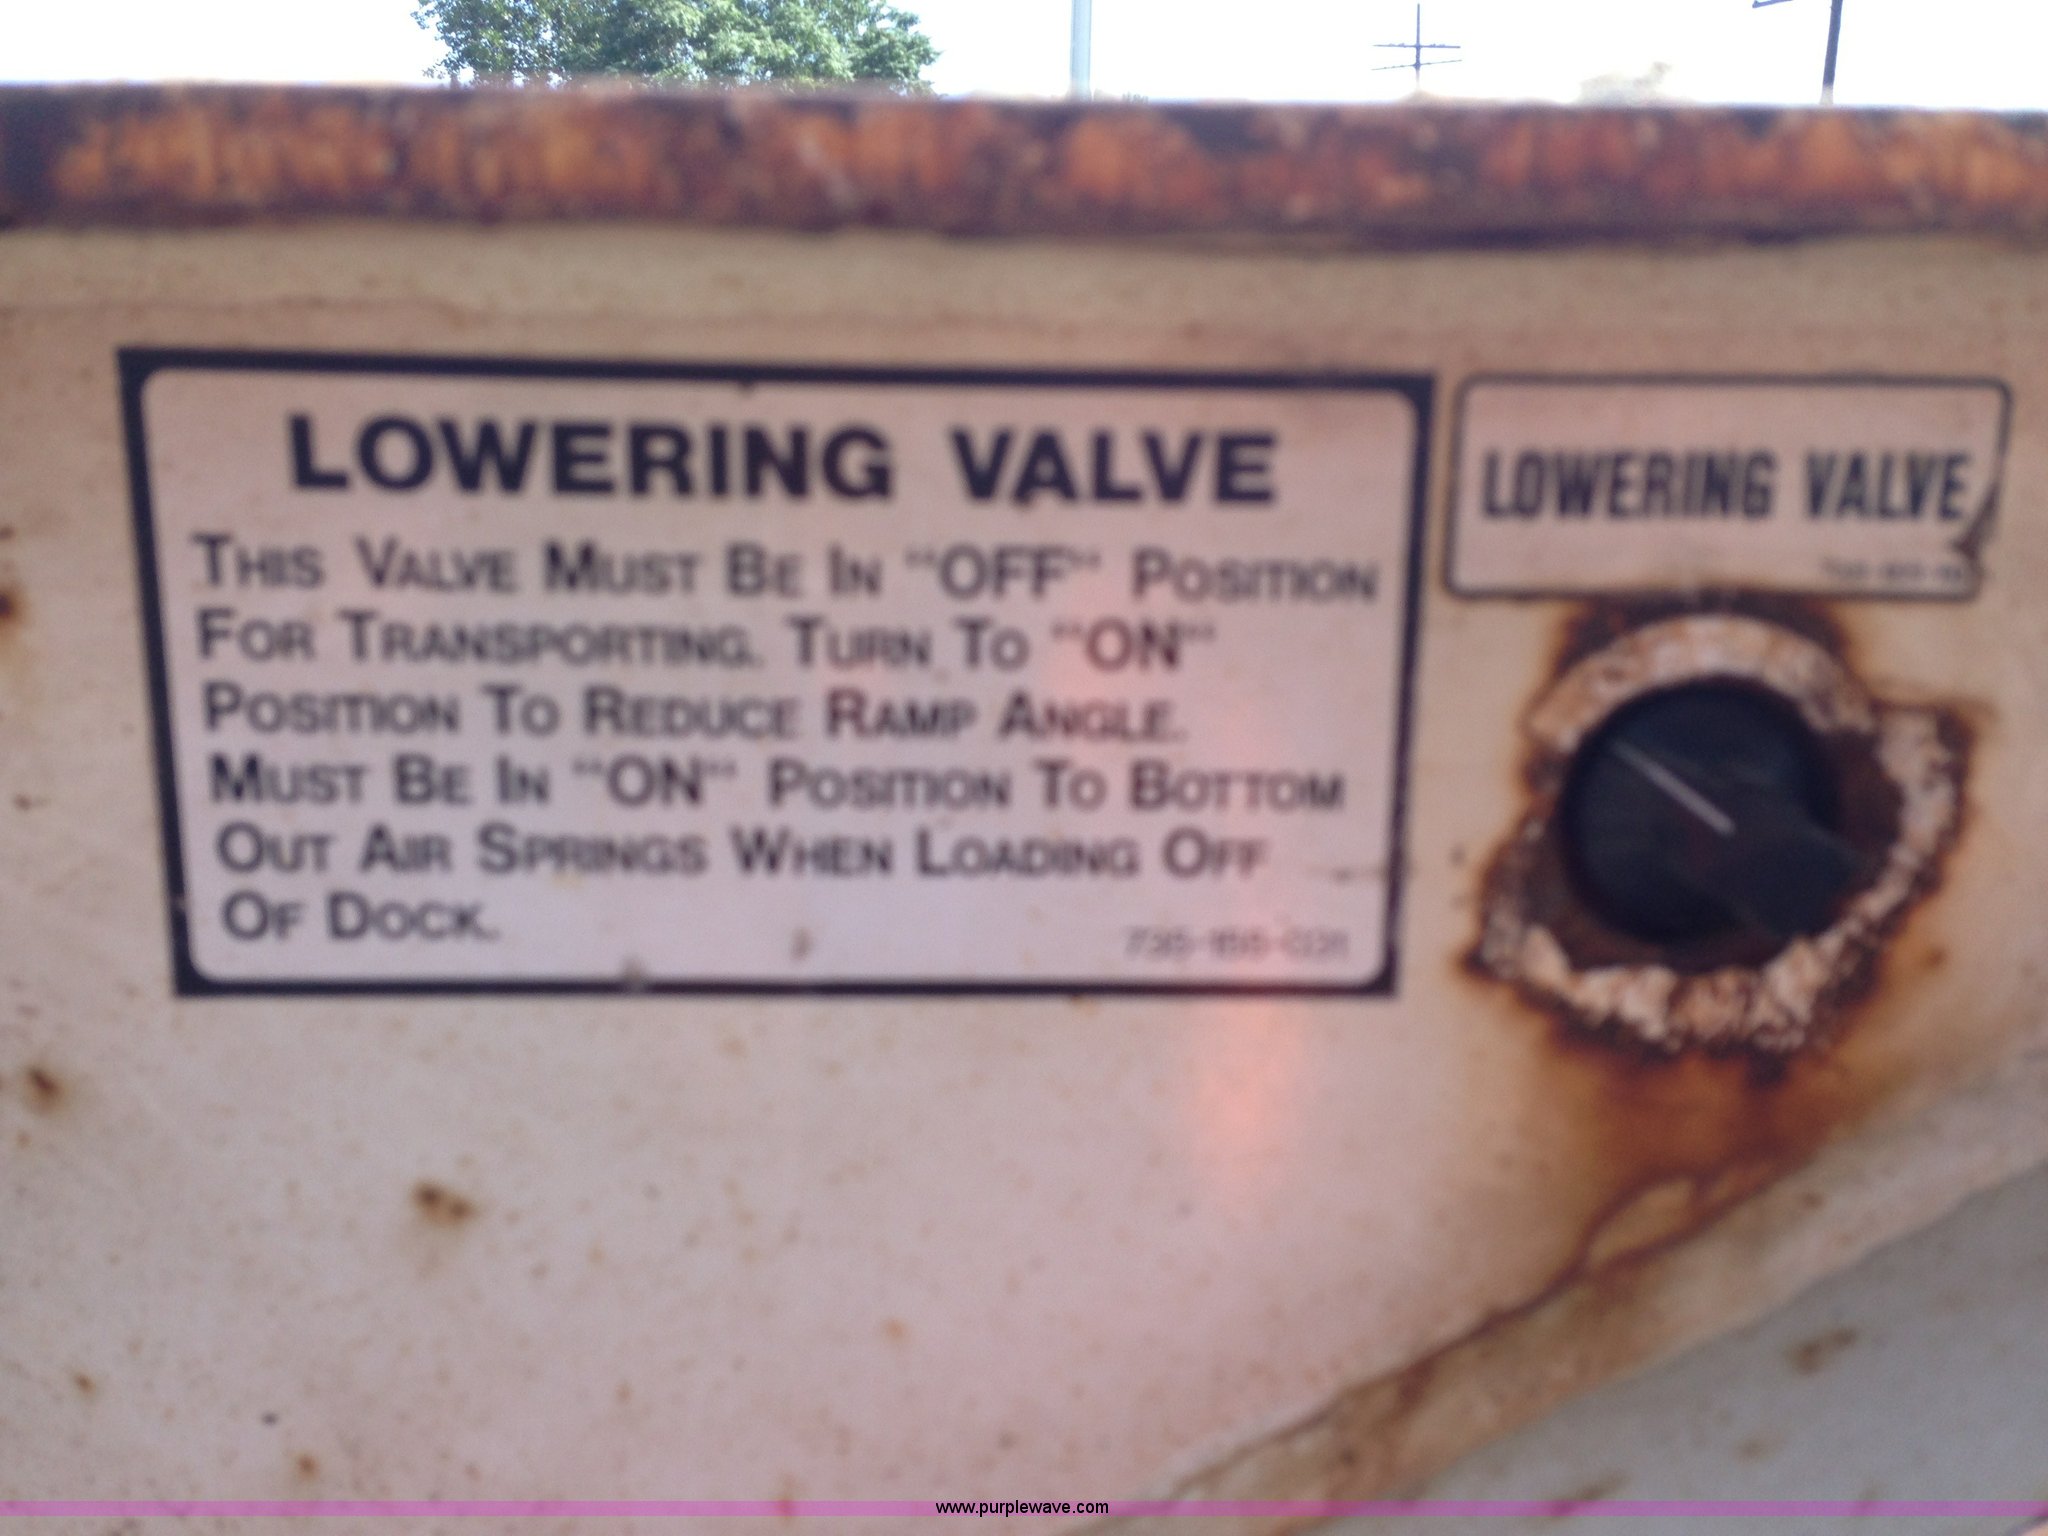 LOWERING VALVE
THIS VALVE MUST BE IN "OFF" POSITION
FOR TRANSPORTING. TURN TO "ON"
POSITION TO REDUCE RAMP ANGLE.
MUST BE IN "ON" POSITION TO BOTTOM
OUT AIR SPRINGS WHEN LOADING OFF
OF DOCK.
LOWERING VALVE
www.purplewave.com